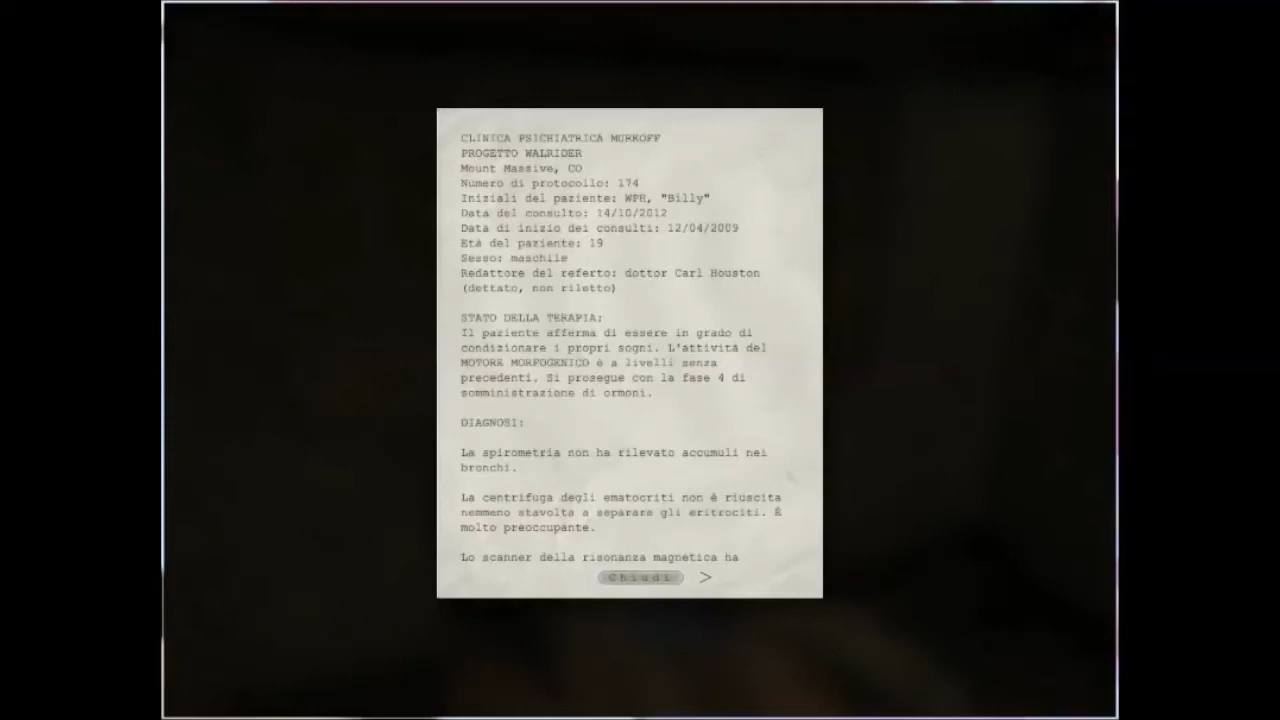 CLINICA PSICHIATRICA MURKOFF
PROGETTO WALRIDER
Mount Massive, CO
Numero di protocollo: 174
Iniziali del paziente: WPH, "Billy"
Data del consulto: 14/10/2012
Data di inizio dei consulti: 12/04/2009
Etá del paziente: 19
Sesso: maschile
Redattore del referto: dottor Carl Houston
(dettato, non riletto)
STATO DELLA TERAPIA:
Il paziente afferma di essere in grado di
condizionare i propri sogni. L'attivitá del
MOTORE MORFOGENICO é a livelli senza
precedenti. Si prosegue con la fase 4 di
somministrazione di ormoni.
DIAGNOSI:
La spirometria non ha rilevato accumuli nei
bronchi.
La centrifuga degli ematocriti non é riuscita
nemmeno stavolta a separare gli eritrociti. É
molto preoccupante.
Lo scanner della risonanza magnetica ha
Chiudi >